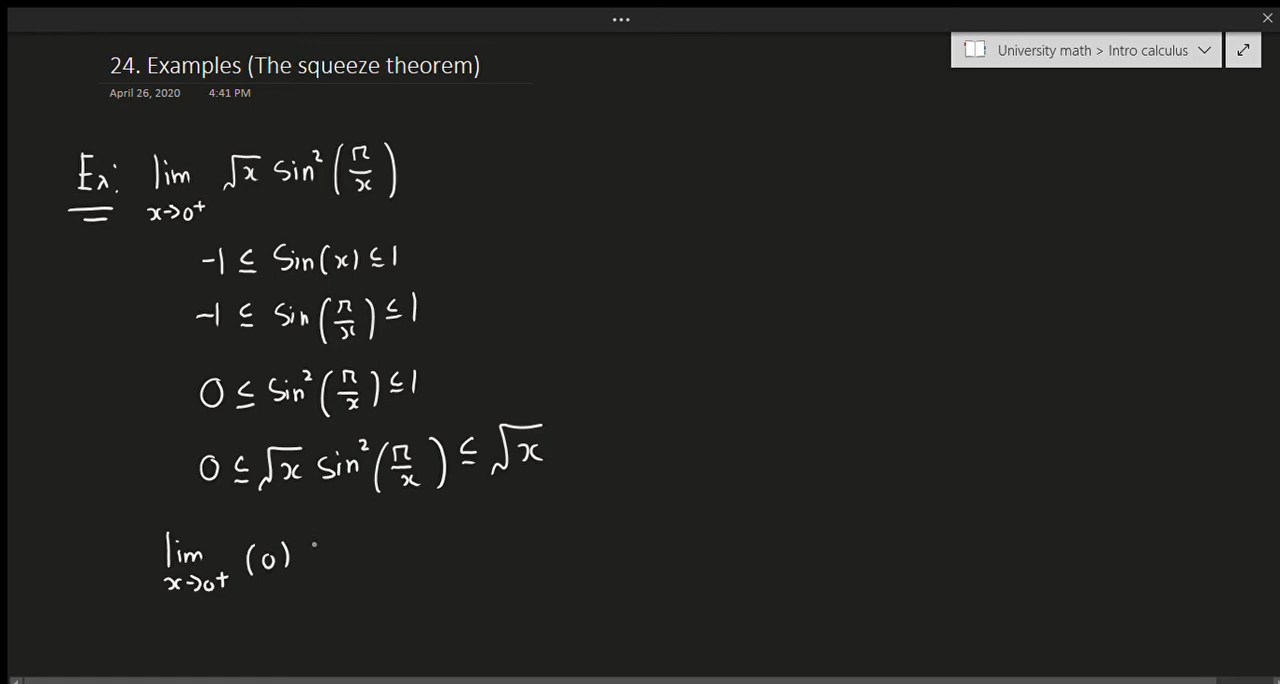 University math > Intro calculus
24. Examples (The squeeze theorem)
April 26, 2020 4:41 PM
Ex: lim x→0⁺ √x sin²(π/x)
-1 ≤ Sin(x) ≤ 1
-1 ≤ Sin(π/x) ≤ 1
0 ≤ Sin²(π/x) ≤ 1
0 ≤ √x Sin²(π/x) ≤ √x
lim x→0⁺ (0)